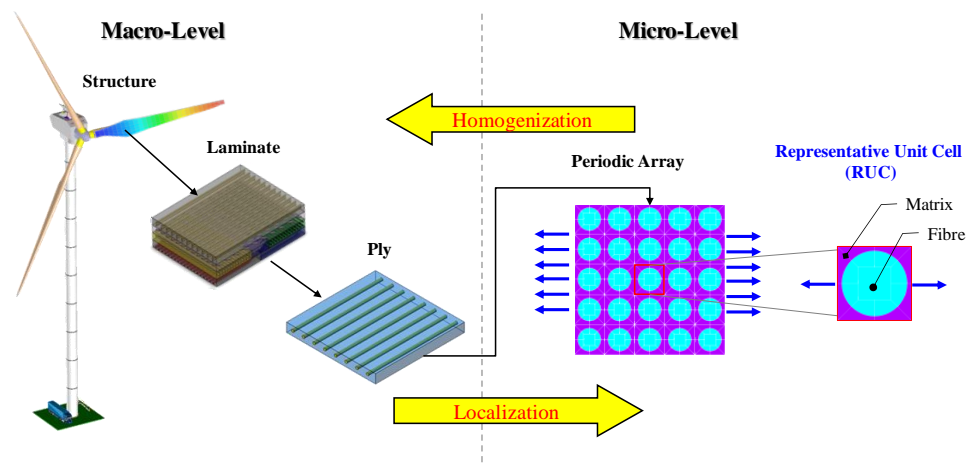 Macro-Level
Micro-Level
Structure
Homogenization
Laminate
Periodic Array
Representative Unit Cell
(RUC)
Matrix
Fibre
Ply
Localization